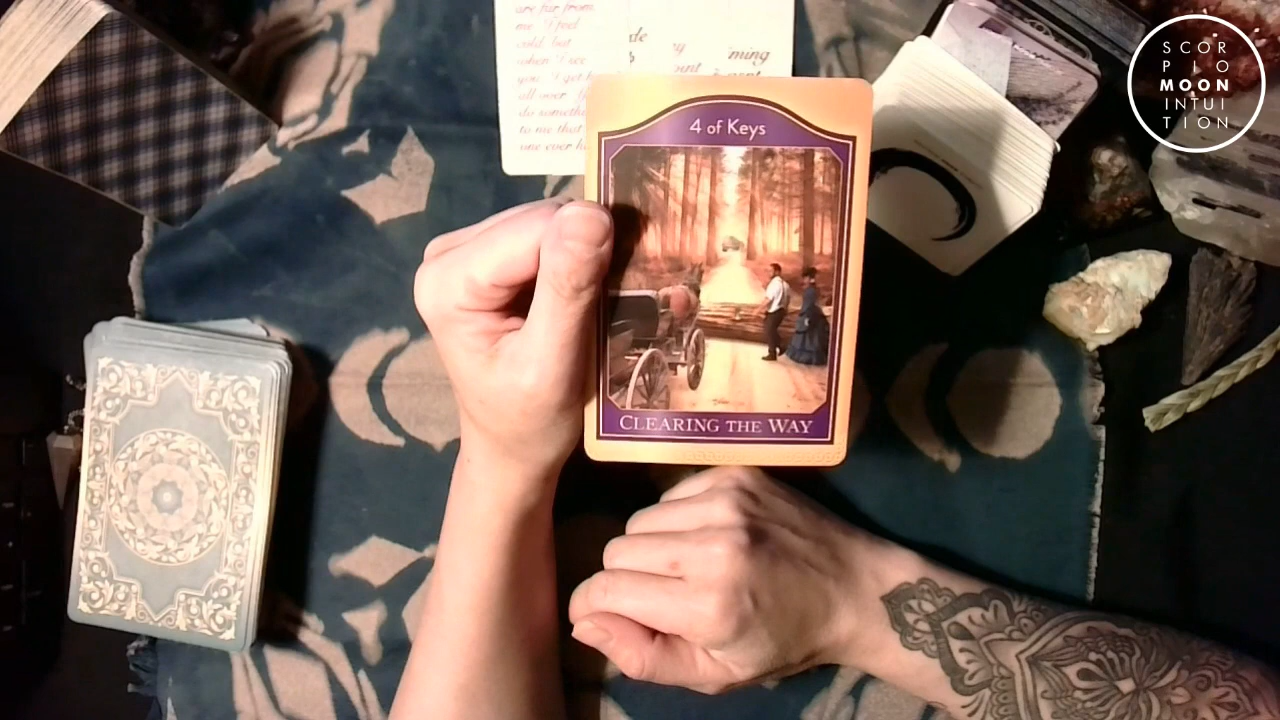 are far from
me. I feel
cold, but
when I see
you, I get
all over.
do
to me that
one ever
4 of Keys
CLEARING THE WAY
SCOR
PIO
MOON
INTUI
TION